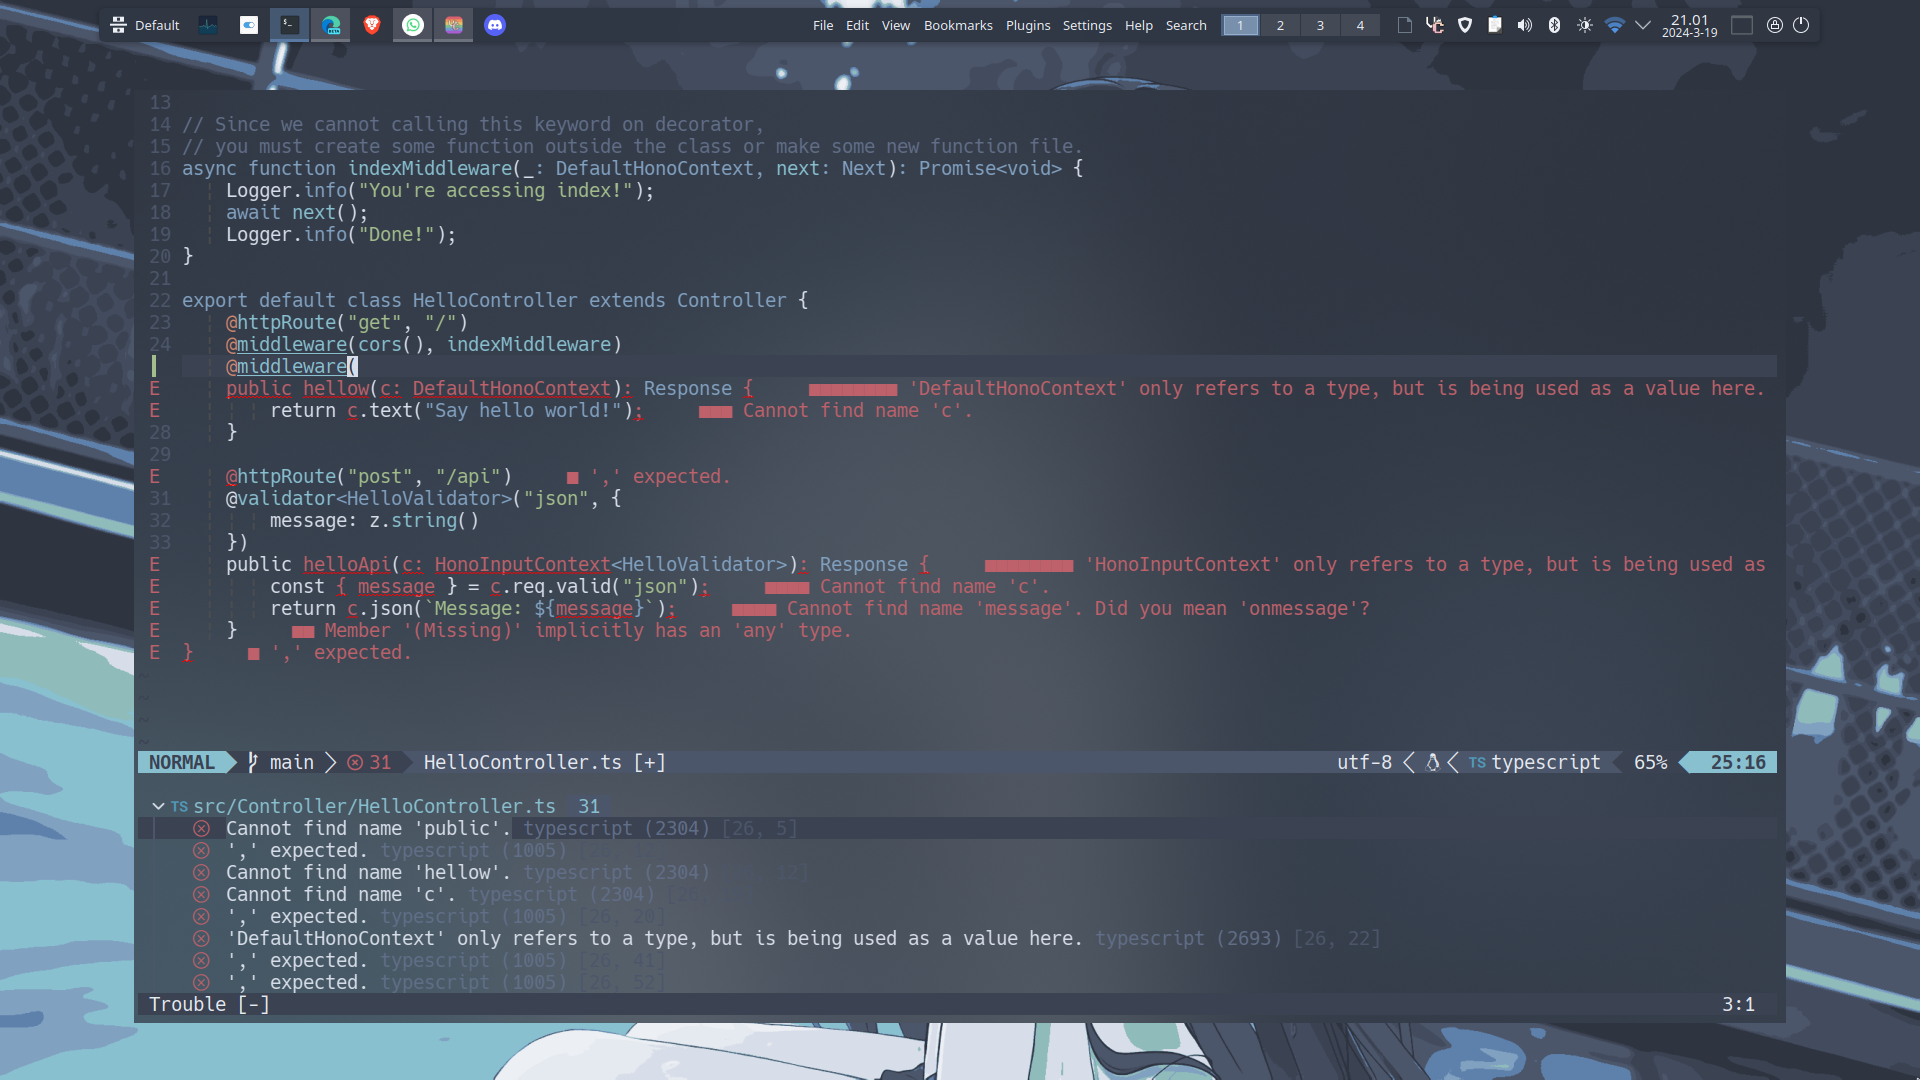 Default
File Edit View Bookmarks Plugins Settings Help Search 1 2 3 4 21.01
2024-3-19
13
14 // Since we cannot calling this keyword on decorator,
15 // you must create some function outside the class or make some new function file.
16 async function indexMiddleware(_: DefaultHonoContext, next: Next): Promise<void> {
17 Logger.info("You're accessing index!");
18 await next();
19 Logger.info("Done!");
20 }
21
22 export default class HelloController extends Controller {
23 @httpRoute("get", "/")
24 @middleware(cors(), indexMiddleware)
@middleware(
E public hellow(c: DefaultHonoContext): Response { 'DefaultHonoContext' only refers to a type, but is being used as a value here.
E return c.text("Say hello world!"); Cannot find name 'c'.
28 }
29
E @httpRoute("post", "/api") ■ ',' expected.
31 @validator<HelloValidator>("json", {
32 message: z.string()
33 })
E public helloApi(c: HonoInputContext<HelloValidator>): Response { 'HonoInputContext' only refers to a type, but is being used as
E const { message } = c.req.valid("json"); Cannot find name 'c'.
E return c.json(`Message: ${message}`); Cannot find name 'message'. Did you mean 'onmessage'?
E } ■■ Member '(Missing)' implicitly has an 'any' type.
E } ■ ',' expected.
~
~
~
~
NORMAL main 31 HelloController.ts [+] utf-8 TS typescript 65% 25:16
TS src/Controller/HelloController.ts 31
Cannot find name 'public'. typescript (2304) [26, 5]
',' expected. typescript (1005)
Cannot find name 'hellow'. typescript (2304)
Cannot find name 'c'. typescript (2304)
',' expected. typescript (1005) [26, 20]
'DefaultHonoContext' only refers to a type, but is being used as a value here. typescript (2693) [26, 22]
',' expected. typescript (1005) [26, 41]
',' expected. typescript (1005) [26, 52]
Trouble [-] 3:1